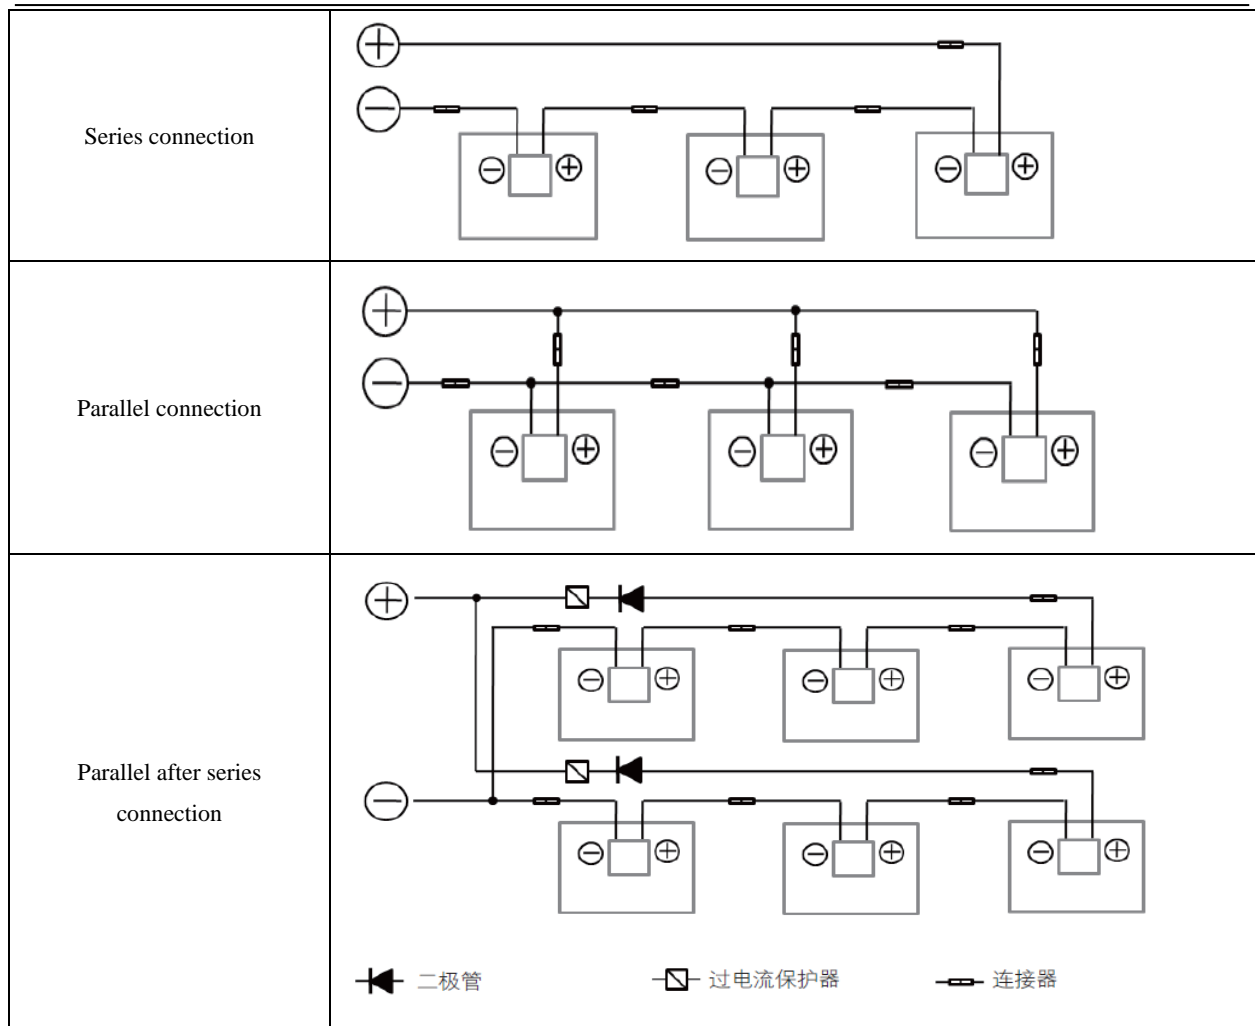 Series connection
Parallel connection
Parallel after series
connection
二极管
过电流保护器
连接器